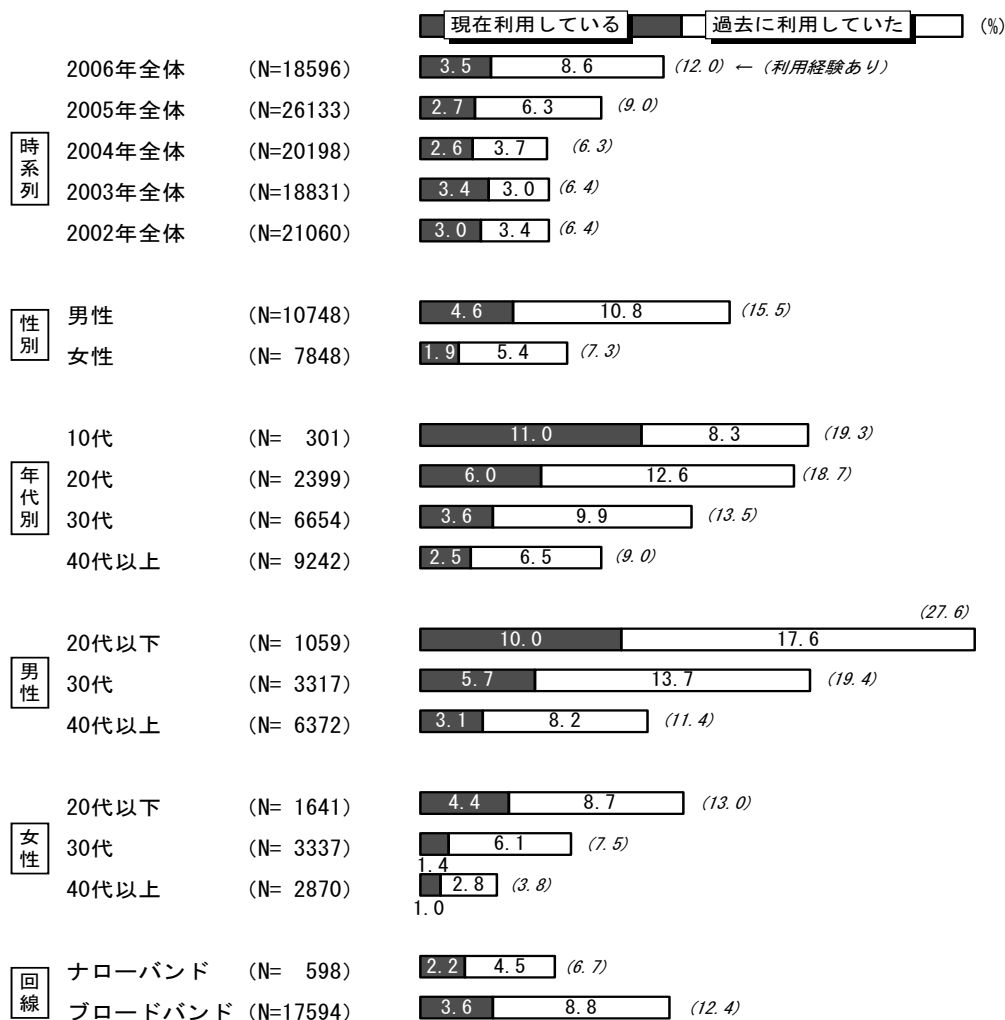 現在利用している 過去に利用していた (%)
2006年全体 (N=18596) 3.5 8.6 (12.0) ← (利用経験あり)
2005年全体 (N=26133) 2.7 6.3 (9.0)
時系列 2004年全体 (N=20198) 2.6 3.7 (6.3)
2003年全体 (N=18831) 3.4 3.0 (6.4)
2002年全体 (N=21060) 3.0 3.4 (6.4)
性別 男性 (N=10748) 4.6 10.8 (15.5)
女性 (N= 7848) 1.9 5.4 (7.3)
10代 (N= 301) 11.0 8.3 (19.3)
年代別 20代 (N= 2399) 6.0 12.6 (18.7)
30代 (N= 6654) 3.6 9.9 (13.5)
40代以上 (N= 9242) 2.5 6.5 (9.0)
(27.6)
20代以下 (N= 1059) 10.0 17.6
男性 30代 (N= 3317) 5.7 13.7 (19.4)
40代以上 (N= 6372) 3.1 8.2 (11.4)
20代以下 (N= 1641) 4.4 8.7 (13.0)
女性 30代 (N= 3337) 6.1 (7.5)
1.4
40代以上 (N= 2870) 2.8 (3.8)
1.0
回線 ナローバンド (N= 598) 2.2 4.5 (6.7)
ブロードバンド (N=17594) 3.6 8.8 (12.4)